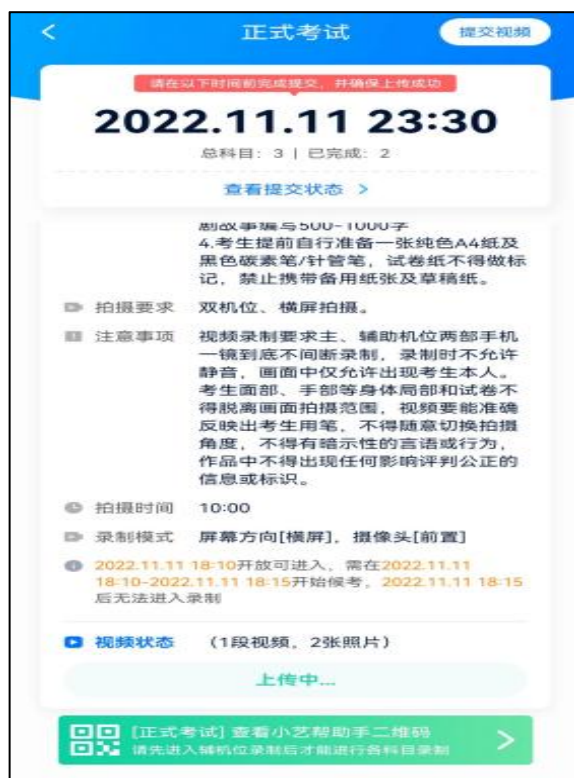 正式考试
提交视频
请在以下时间前完成提交，并确保上传成功
2022.11.11 23:30
总科目：3 | 已完成：2
查看提交状态 >
剧故事编写500-1000字
4.考生提前自行准备一张纯色A4纸及
黑色碳素笔/针管笔，试卷纸不得做标
记，禁止携带备用纸张及草稿纸。
拍摄要求 双机位、横屏拍摄。
注意事项 视频录制要求主、辅助机位两部手机
一镜到底不间断录制，录制时不允许
静音，画面中仅允许出现考生本人。
考生面部、手部等身体局部和试卷不
得脱离画面拍摄范围，视频要能准确
反映出考生用笔，不得随意切换拍摄
角度，不得有暗示性的言语或行为，
作品中不得出现任何影响评判公正的
信息或标识。
拍摄时间 10:00
录制模式 屏幕方向[横屏]，摄像头[前置]
2022.11.11 18:10开放可进入，需在2022.11.11
18:10-2022.11.11 18:15开始候考，2022.11.11 18:15
后无法进入录制
视频状态 （1段视频，2张照片）
上传中...
[正式考试] 查看小艺帮助手二维码
请先进入辅机位录制后才能进行各科目录制